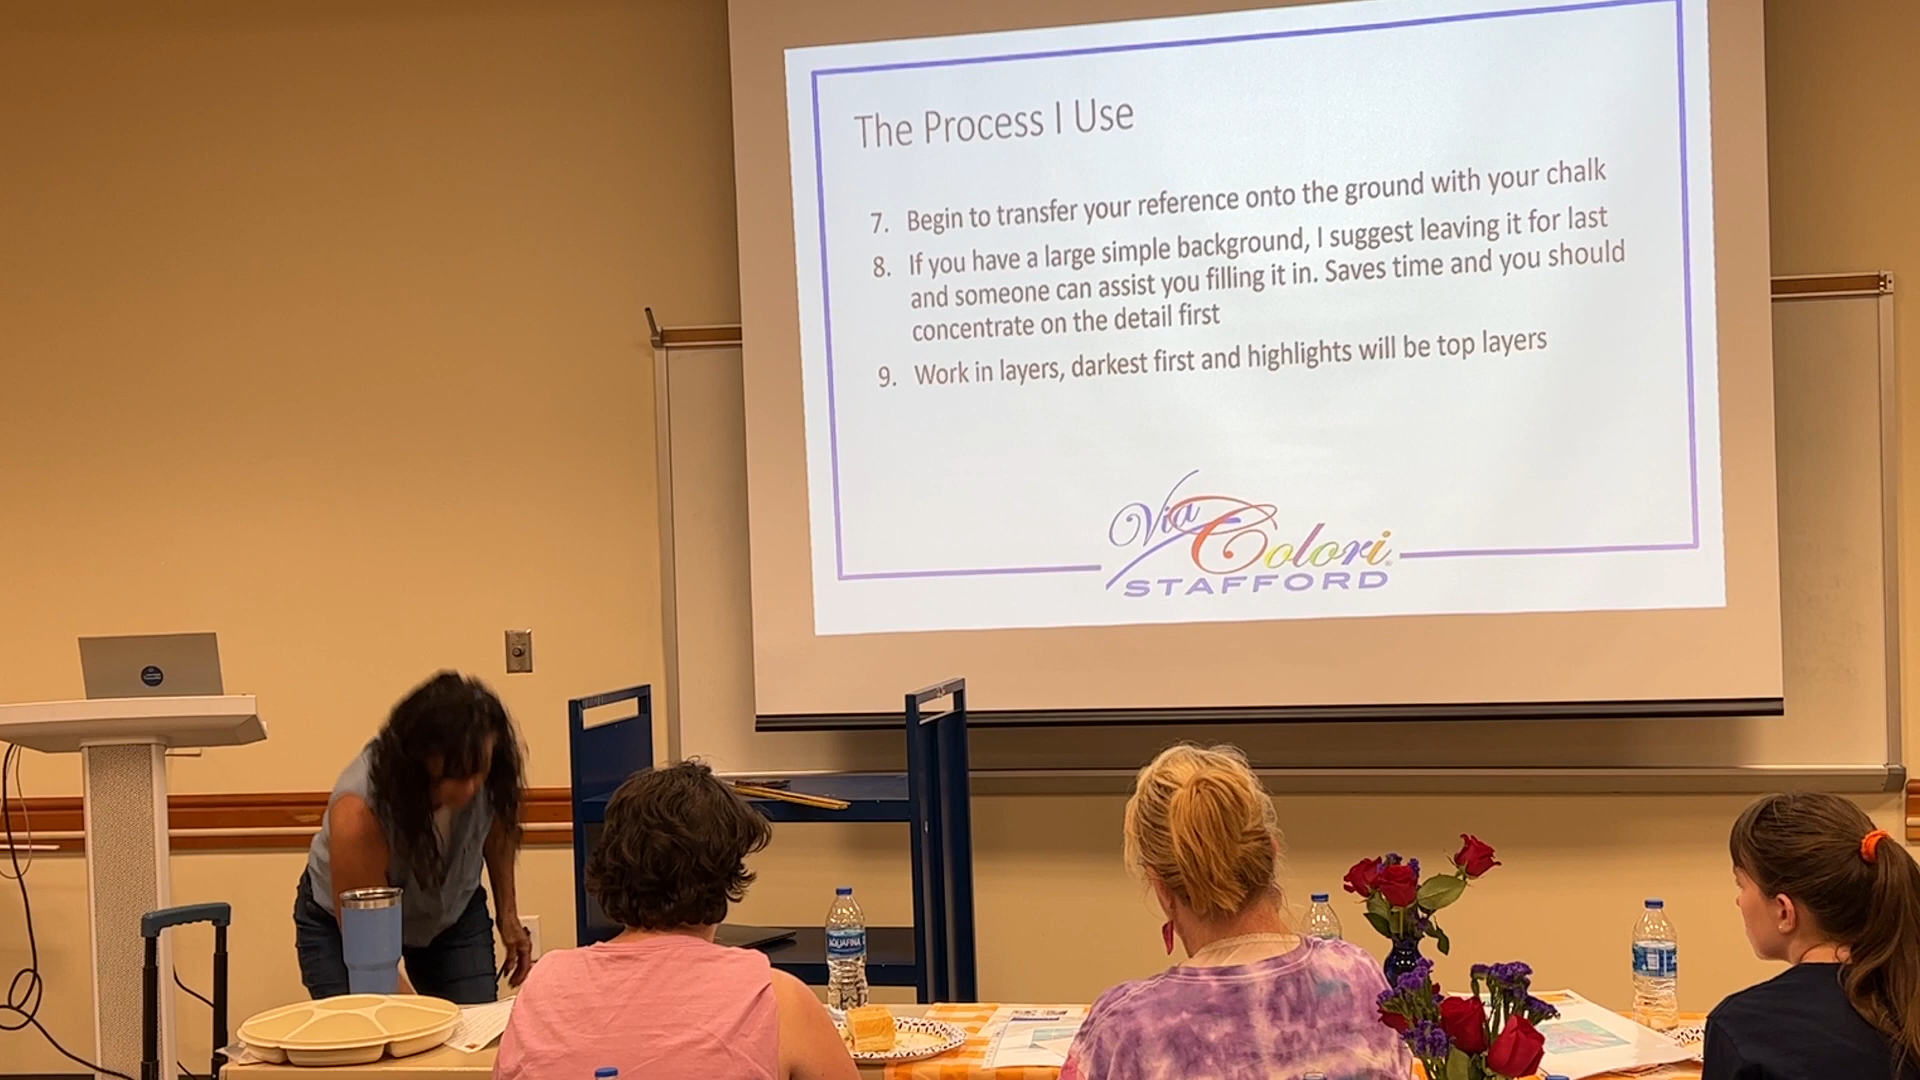 The Process I Use
7. Begin to transfer your reference onto the ground with your chalk
8. If you have a large simple background, I suggest leaving it for last
and someone can assist you filling it in. Saves time and you should
concentrate on the detail first
9. Work in layers, darkest first and highlights will be top layers
Via Colori
STAFFORD
AQUAFINA